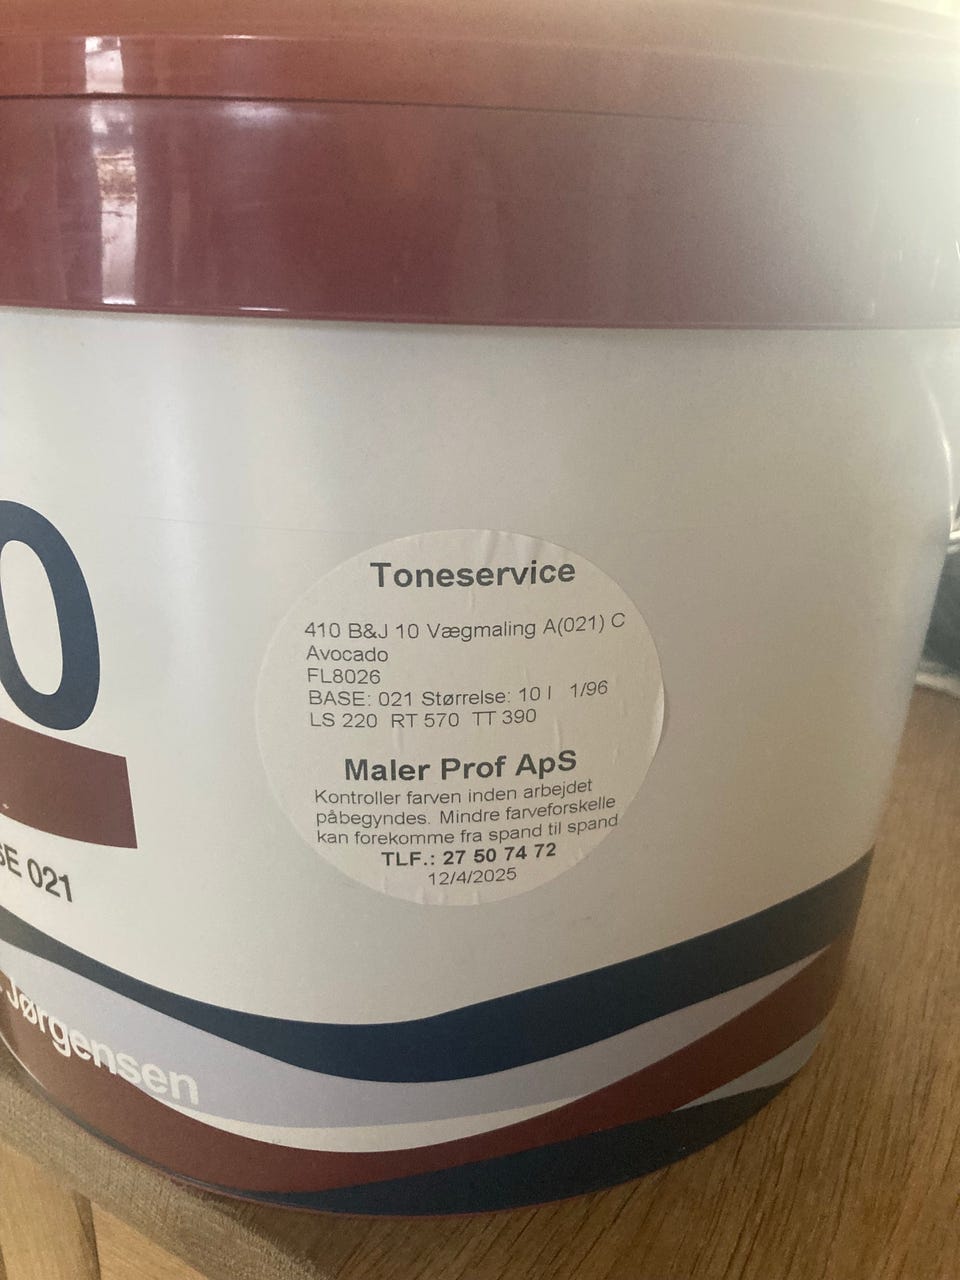 0
SE 021
Jørgensen
Toneservice
410 B&J 10 Vægmaling A(021) C
Avocado
FL8026
BASE: 021 Størrelse: 10 l 1/96
LS 220 RT 570 TT 390
Maler Prof ApS
Kontroller farven inden arbejdet
påbegyndes. Mindre farveforskelle
kan forekomme fra spand til spand
TLF.: 27 50 74 72
12/4/2025